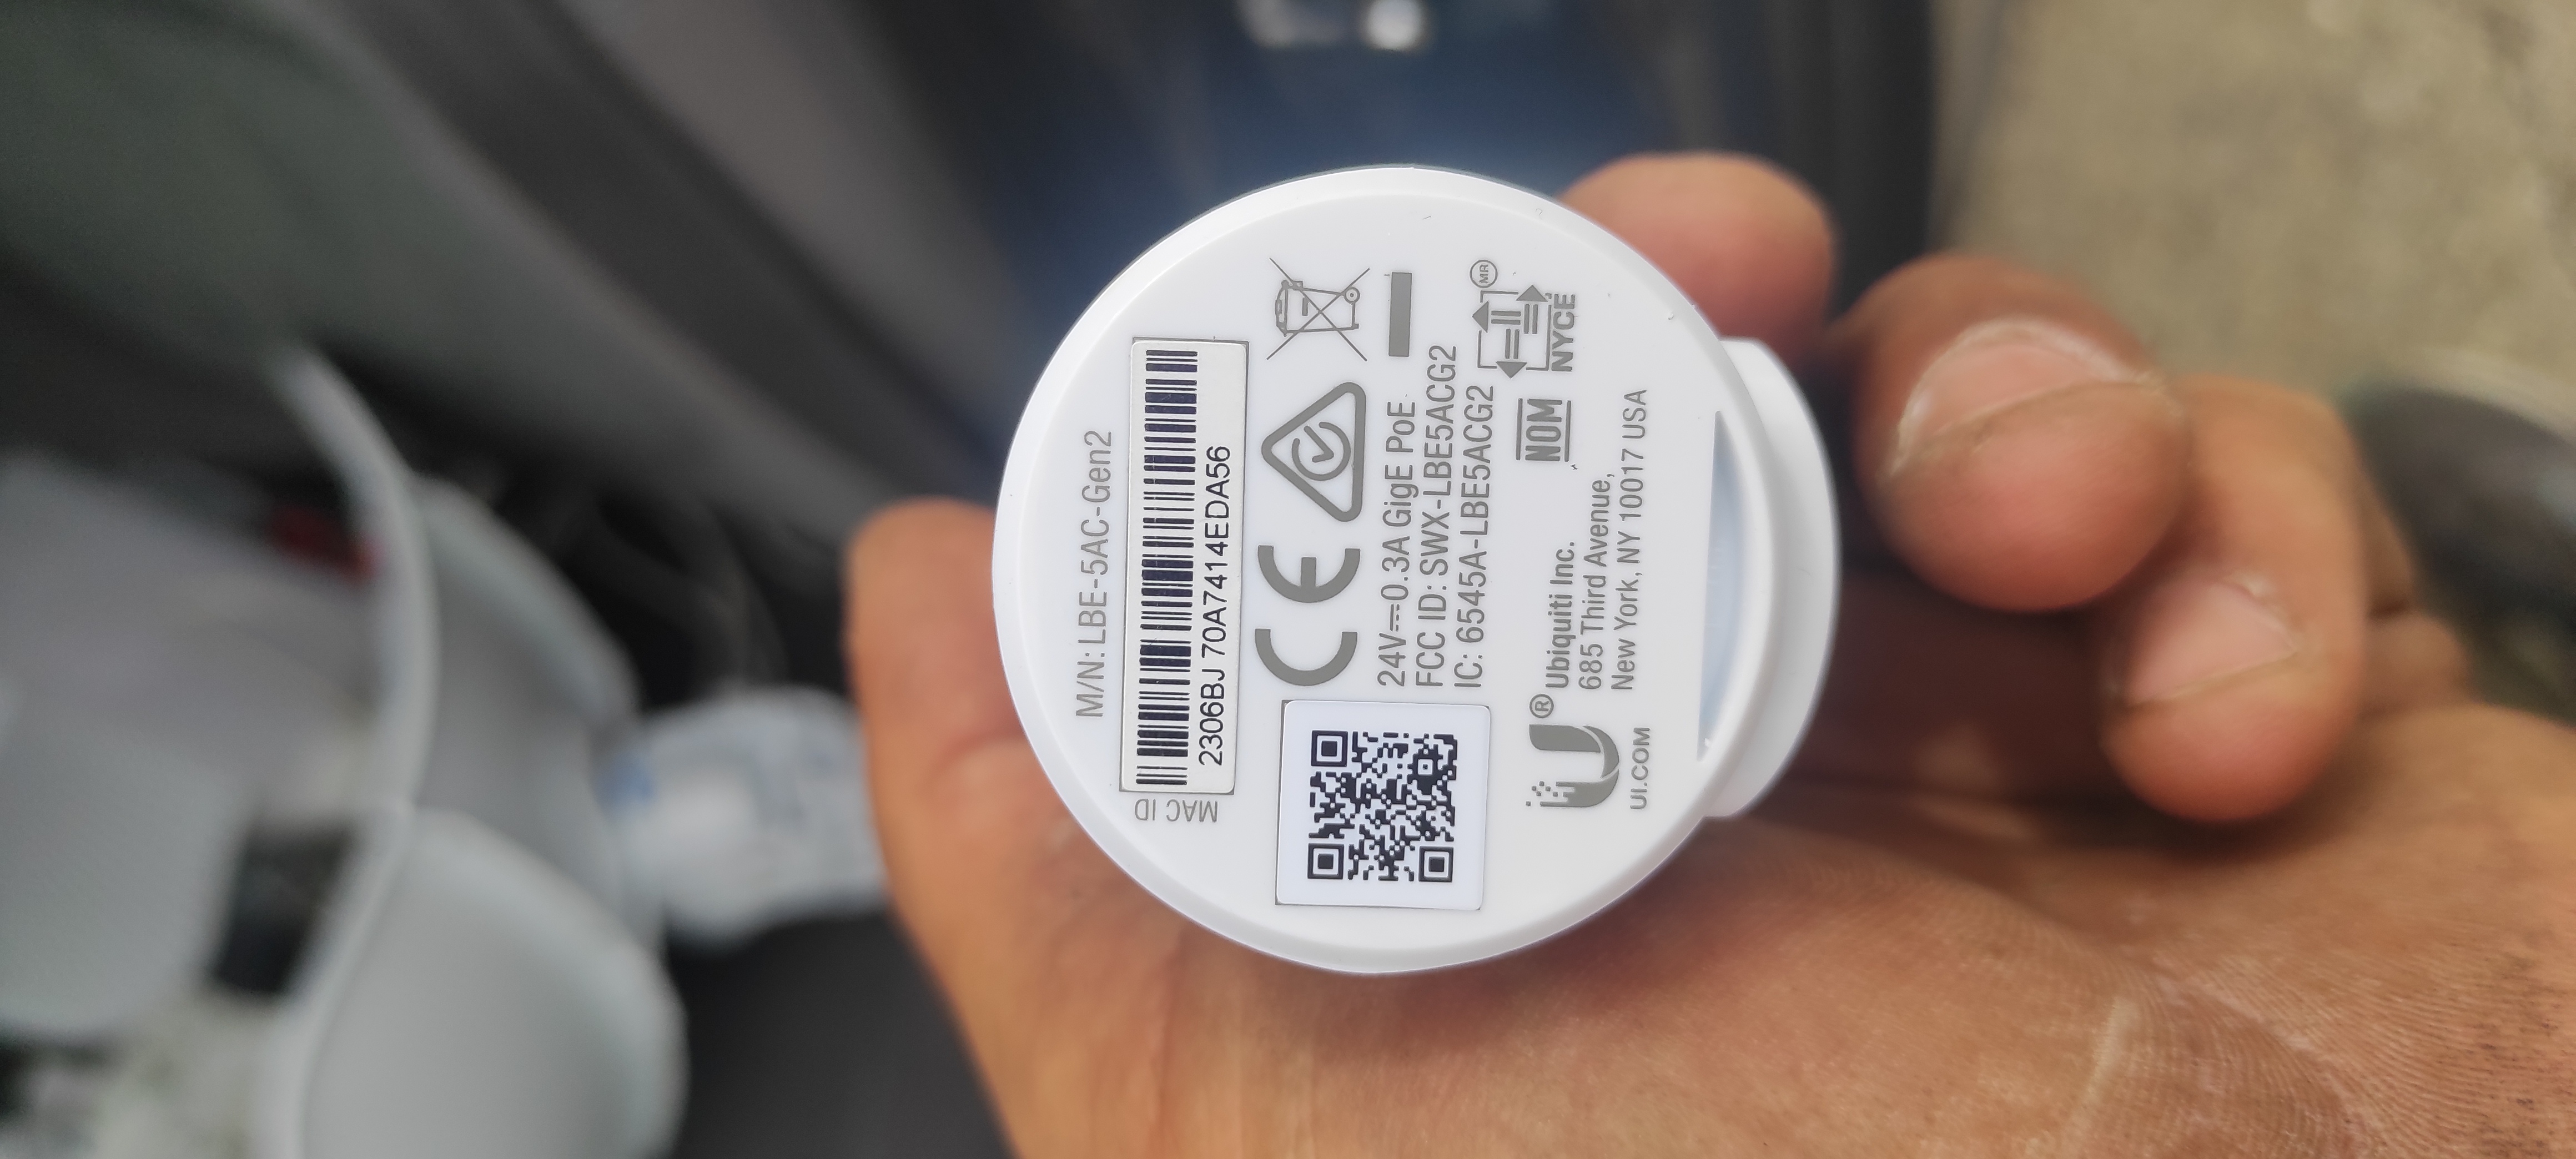 M/N: LBE-5AC-Gen2
MAC ID
2306BJ 70A7414EDA56
24V⎓0.3A GigE PoE
FCC ID: SWX-LBE5ACG2
IC: 6545A-LBE5ACG2
NOM
NYCE
MR
U®
UI.COM
Ubiquiti Inc.
685 Third Avenue,
New York, NY 10017 USA